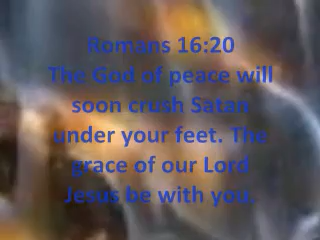 Romans 16:20
The God of peace will
soon crush Satan
under your feet. The
grace of our Lord
Jesus be with you.